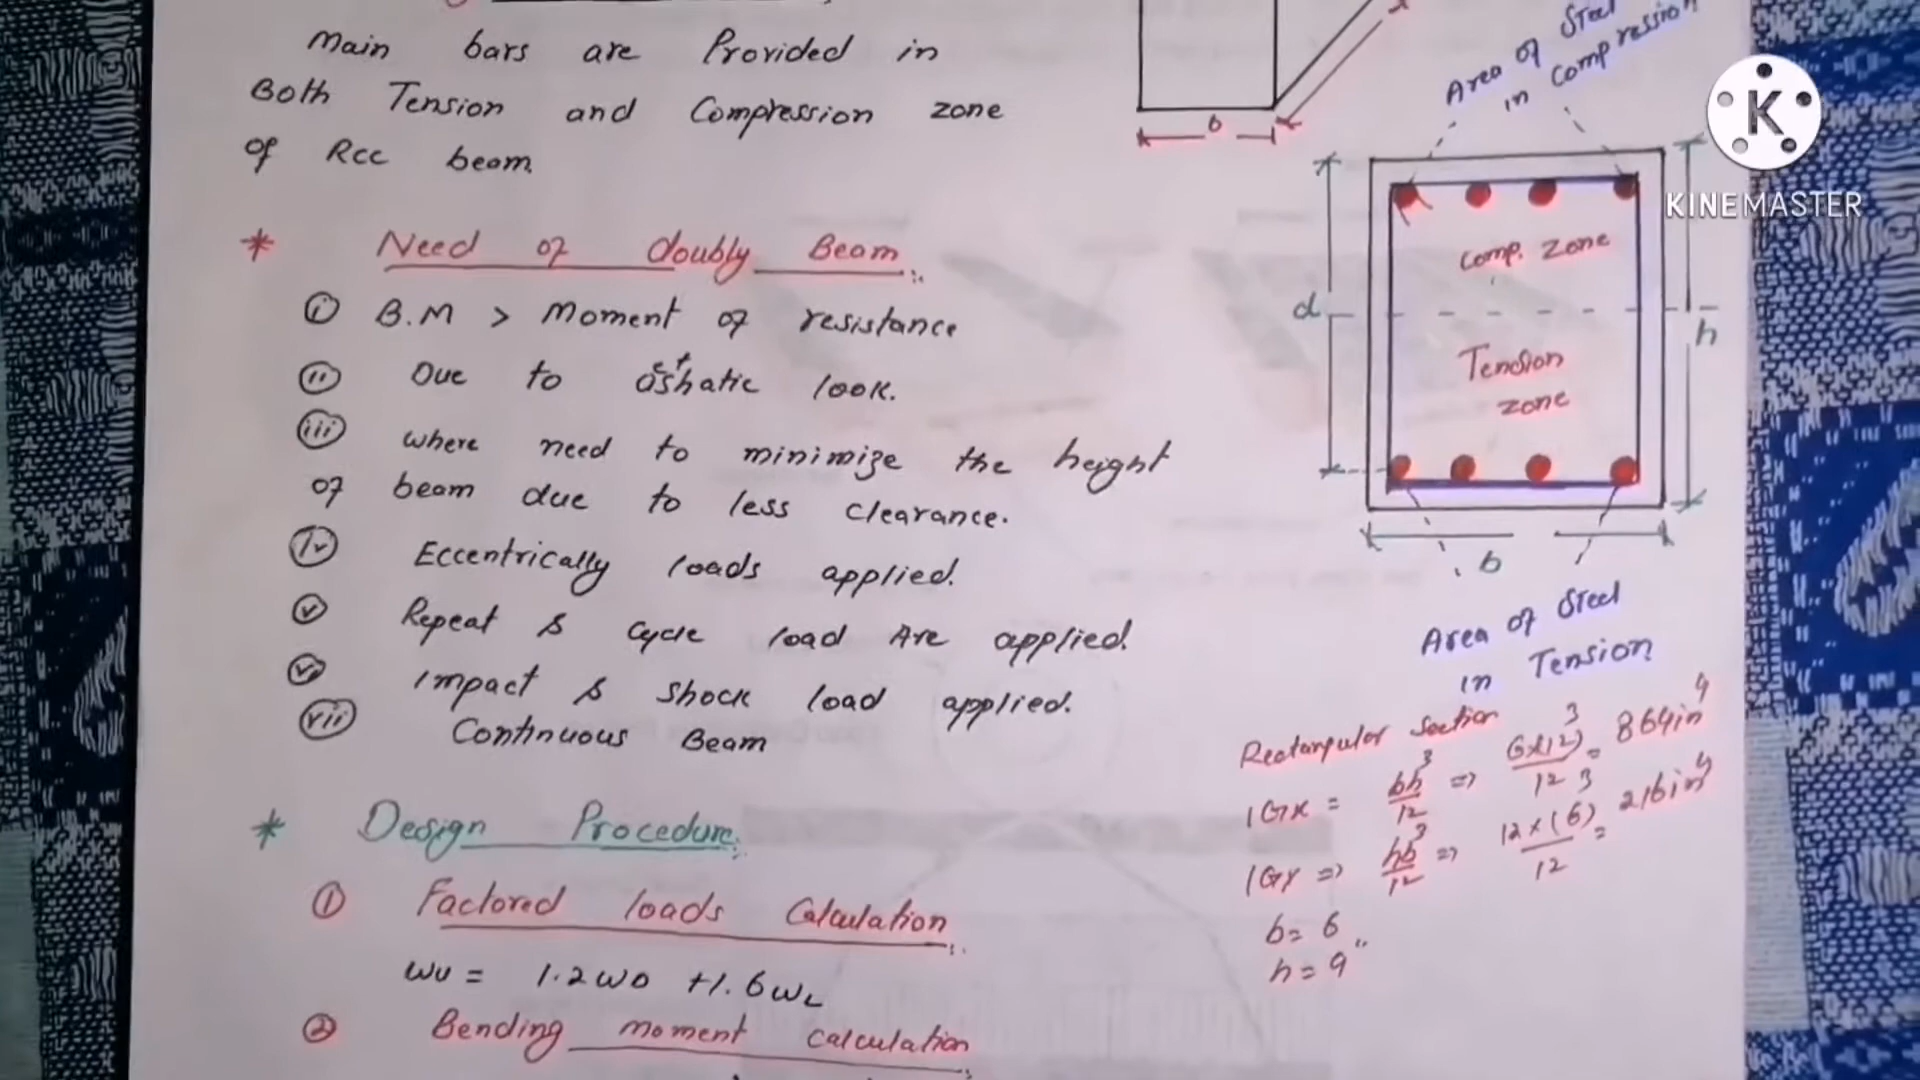 Main bars are Provided in
Both Tension and Compression zone
of Rcc beam.
* Need of doubly Beam
(i) B.M > Moment of resistance
(ii) Due to look.
(iii) where need to minimize the height
of beam due to less clearance.
(iv) Eccentrically loads applied.
(v) Repeat & Cycle load Are applied.
(v) Impact & Shock load applied.
(vii) Continuous Beam
* Design Procedure
① Factored loads Calculation
wu = 1.2wD + 1.6wL
② Bending moment calculation
b
Area of Steel
in Compression
K
KINEMASTER
Comp. Zone
d
h
Tension
zone
b
Area of Steel
in Tension
Rectangular Section
IGx = bh³/12 => 6x(12)³/12 = 864in⁴
IGy => hb³/12 => 12x(6)³/12 = 216in⁴
b = 6
h = 9"